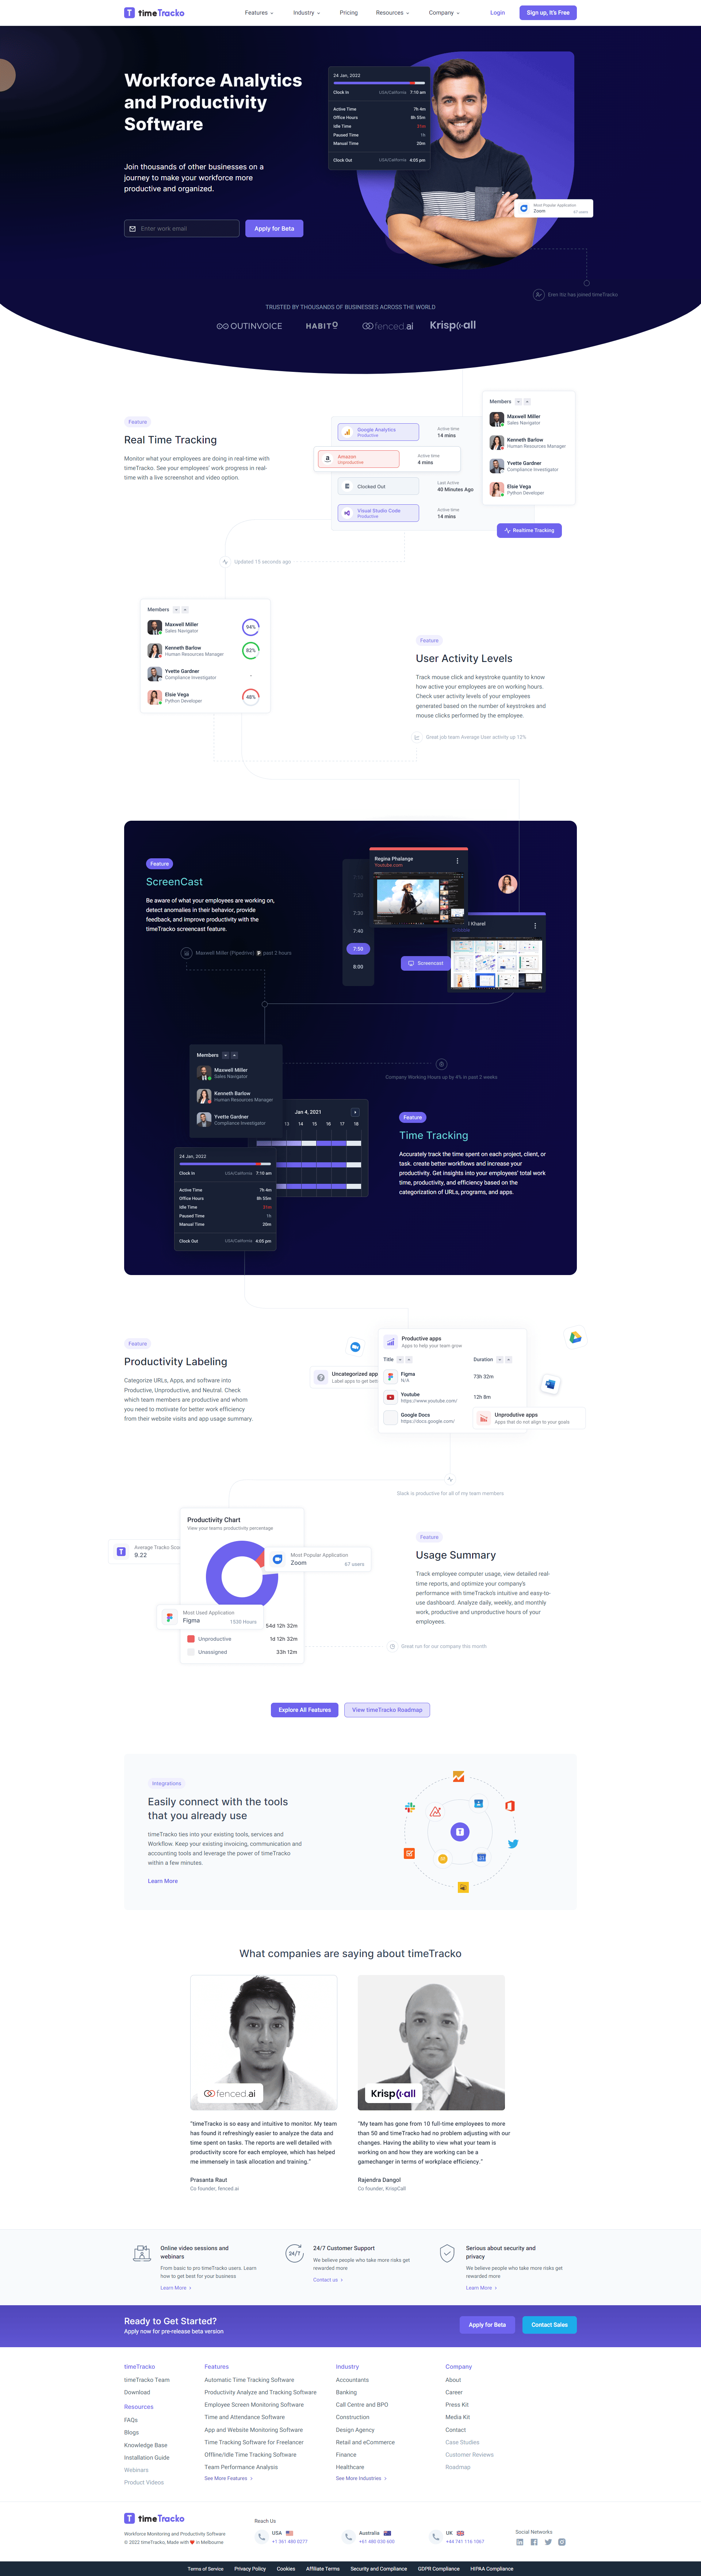 timeTracko
Features
Industry
Pricing
Resources
Company
Login
Sign up, It's Free
Workforce Analytics
and Productivity
Software
Join thousands of other businesses on a
journey to make your workforce more
productive and organized.
Enter work email
Apply for Beta
24 Jan, 2022
Clock In USA/California 7:10 am
Active Time 7h 4m
Office Hours 8h 55m
Idle Time 31m
Paused Time 1h
Manual Time 20m
Clock Out USA/California 4:05 pm
Most Popular Application
Zoom 67 users
Eren Itsi has joined timeTracko
TRUSTED BY THOUSANDS OF BUSINESSES ACROSS THE WORLD
OUTINVOICE
HABITO
fenced.ai
Krispcall
Feature
Real Time Tracking
Monitor what your employees are doing in real-time with
timeTracko. See your employees' work progress in real-
time with a live screenshot and video option.
Google Analytics
Productive
Active time
14 mins
Amazon
Unproductive
Active time
4 mins
Clocked Out
Last Active
40 Minutes Ago
Visual Studio Code
Productive
Active time
14 mins
Members
Maxwell Miller
Sales Navigator
Kenneth Barlow
Human Resources Manager
Yvette Gardner
Compliance Investigator
Elsie Vega
Python Developer
Realtime Tracking
Updated 15 seconds ago
Members
Maxwell Miller
Sales Navigator
94%
Kenneth Barlow
Human Resources Manager
82%
Yvette Gardner
Compliance Investigator
-
Elsie Vega
Python Developer
48%
Feature
User Activity Levels
Track mouse click and keystroke quantity to know
how active your employees are on working hours.
Check user activity levels of your employees
generated based on the number of keystrokes and
mouse clicks performed by the employee.
Great job team Average User activity up 12%
Feature
ScreenCast
Be aware of what your employees are working on,
detect anomalies in their behavior, provide
feedback, and improve productivity with the
timeTracko screencast feature.
Maxwell Miller (Pipedrive) past 2 hours
7:20
7:30
7:40
7:50
8:00
Regina Phalange
Youtube.com
Kharel
Screencast
Members
Maxwell Miller
Sales Navigator
Kenneth Barlow
Human Resources Manager
Yvette Gardner
Compliance Investigator
Company Working Hours up by 4% in past 2 weeks
Jan 4, 2021
13 14 15 16 17 18
24 Jan, 2022
Clock In USA/California 7:10 am
Active Time 7h 4m
Office Hours 8h 55m
Idle Time 31m
Paused Time 1h
Manual Time 20m
Clock Out USA/California 4:05 pm
Feature
Time Tracking
Accurately track the time spent on each project, client, or
task. create better workflows and increase your
productivity. Get insights into your employees' total work
time, productivity, and efficiency based on the
categorization of URLs, programs, and apps.
Feature
Productivity Labeling
Categorize URLs, Apps, and software into
Productive, Unproductive, and Neutral. Check
which team members are productive and whom
you need to motivate for better work efficiency
from their website visits and app usage summary.
Uncategorized app
Productive apps
Apps to help your team grow
Title
Duration
Figma
N/A
73h 32m
Youtube
https://www.youtube.com/
12h 8m
Google Docs
https://docs.google.com/
Unprodutive apps
Apps that do not align to your goals
Slack is productive for all of my team members
Productivity Chart
View your teams productivity percentage
Average Tracko Sco
9.22
Most Popular Application
Zoom 67 users
Most Used Application
Figma 1530 Hours
54d 12h 32m
Unproductive 1d 12h 32m
Unassigned 33h 12m
Feature
Usage Summary
Track employee computer usage, view detailed real-
time reports, and optimize your company's
performance with timeTracko's intuitive and easy-to-
use dashboard. Analyze daily, weekly, and monthly
work, productive and unproductive hours of your
employees.
Great run for our company this month
Explore All Features
View timeTracko Roadmap
Integrations
Easily connect with the tools
that you already use
timeTracko ties into your existing tools, services and
Workflow. Keep your existing invoicing, communication and
accounting tools and leverage the power of timeTracko
within a few minutes.
Learn More
What companies are saying about timeTracko
fenced.ai
Krispcall
"timeTracko is so easy and intuitive to monitor. My team
has found it refreshingly easier to analyze the data and
time spent on tasks. The reports are well detailed with
productivity score for each employee, which has helped
me immensely in task allocation and training."
Prasanta Raut
Co founder, fenced.ai
"My team has gone from 10 full-time employees to more
than 50 and timeTracko had no problem adjusting with our
changes. Having the ability to view what your team is
working on and how they are working can be a
gamechanger in terms of workplace efficiency."
Rajendra Dangol
Co founder, KrispCall
Online video sessions and
webinars
From basic to pro timeTracko users. Learn
how to get best for your business
Learn More
24/7
24/7 Customer Support
We believe people who take more risks get
rewarded more
Contact us
Serious about security and
privacy
We believe people who take more risks get
rewarded more
Learn More
Ready to Get Started?
Apply now for pre-release beta version
Apply for Beta
Contact Sales
timeTracko
timeTracko Team
Download
Resources
FAQs
Blogs
Knowledge Base
Installation Guide
Webinars
Product Videos
Features
Automatic Time Tracking Software
Productivity Analyze and Tracking Software
Employee Screen Monitoring Software
Time and Attendance Software
App and Website Monitoring Software
Time Tracking Software for Freelancer
Offline/Idle Time Tracking Software
Team Performance Analysis
See More Features
Industry
Accountants
Banking
Call Centre and BPO
Construction
Design Agency
Retail and eCommerce
Finance
Healthcare
See More Industries
Company
About
Career
Press Kit
Media Kit
Contact
Case Studies
Customer Reviews
Roadmap
timeTracko
Workforce Monitoring and Productivity Software
© 2022 timeTracko, Made with ❤ in Melbourne
Reach Us
USA
+1 361 480 0277
Australia
+61 480 030 605
UK
+44 741 116 1067
Social Networks
Terms of Service
Privacy Policy
Cookies
Affiliate Terms
Security and Compliance
GDPR Compliance
HIPAA Compliance